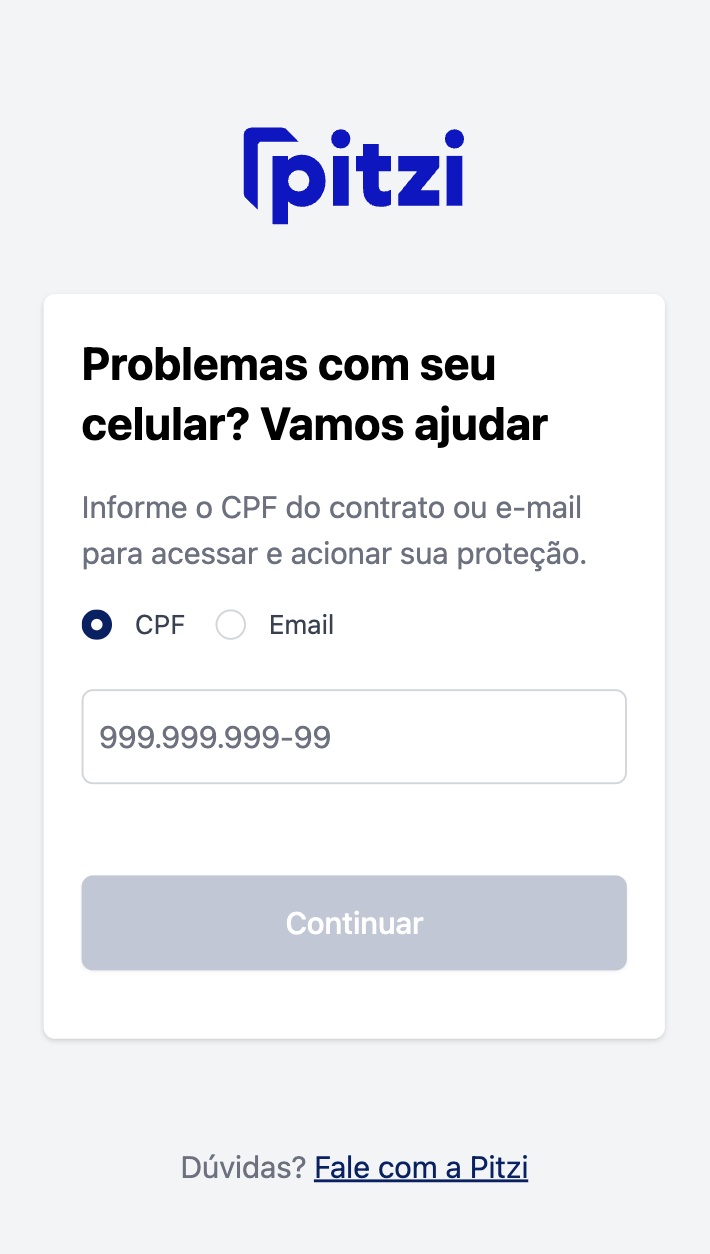 pitzi
Problemas com seu
celular? Vamos ajudar
Informe o CPF do contrato ou e-mail
para acessar e acionar sua proteção.
CPF Email
999.999.999-99
Continuar
Dúvidas? Fale com a Pitzi